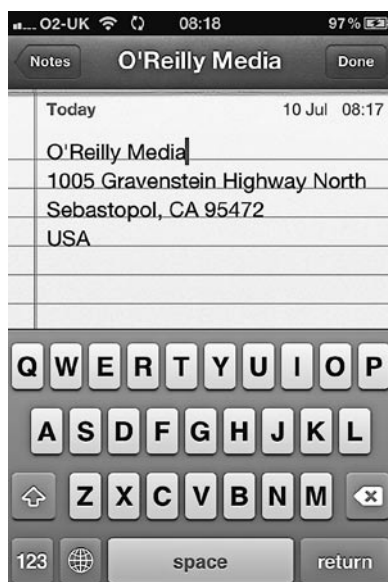 O2-UK 08:18 97%
Notes O'Reilly Media Done
Today 10 Jul 08:17
O'Reilly Media
1005 Gravenstein Highway North
Sebastopol, CA 95472
USA
Q W E R T Y U I O P
A S D F G H J K L
Z X C V B N M
123 space return